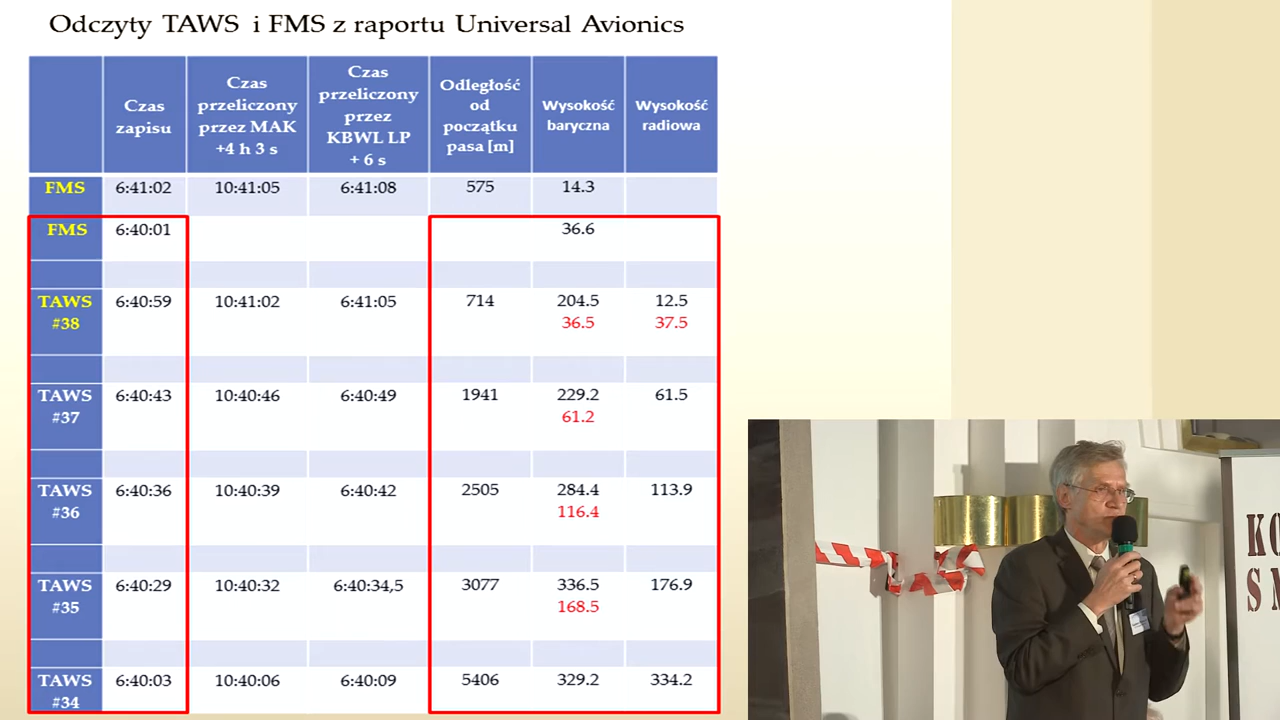 Odczyty TAWS i FMS z raportu Universal Avionics
Czas zapisu
Czas przeliczony przez MAK +4 h 3 s
Czas przeliczony przez KBWL LP + 6 s
Odległość od początku pasa [m]
Wysokość baryczna
Wysokość radiowa
FMS 6:41:02 10:41:05 6:41:08 575 14.3
FMS 6:40:01 36.6
TAWS #38 6:40:59 10:41:02 6:41:05 714 204.5 12.5
36.5 37.5
TAWS #37 6:40:43 10:40:46 6:40:49 1941 229.2 61.5
61.2
TAWS #36 6:40:36 10:40:39 6:40:42 2505 284.4 113.9
116.4
TAWS #35 6:40:29 10:40:32 6:40:34,5 3077 336.5 176.9
168.5
TAWS #34 6:40:03 10:40:06 6:40:09 5406 329.2 334.2